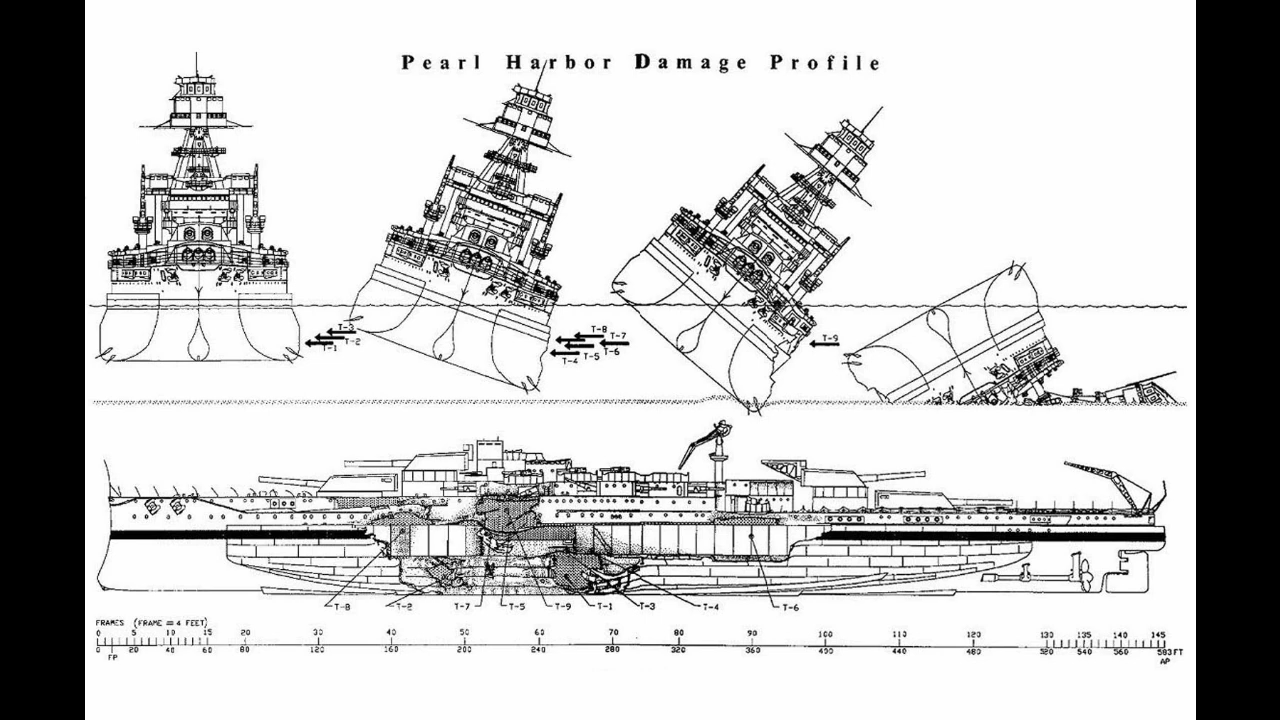 Pearl Harbor Damage Profile
T-3
T-2
T-1
T-8
T-7
T-6
T-5
T-4
T-9
T-8 T-2 T-7 T-5 T-9 T-1 T-3 T-4 T-6
FRAMES (FRAME = 4 FEET)
0 5 10 15 20 30 40 50 60 70 80 90 100 110 120 130 135 140 145
0 20 40 60 80 120 160 200 240 280 320 360 400 440 480 520 540 560 583 FT
FP AP